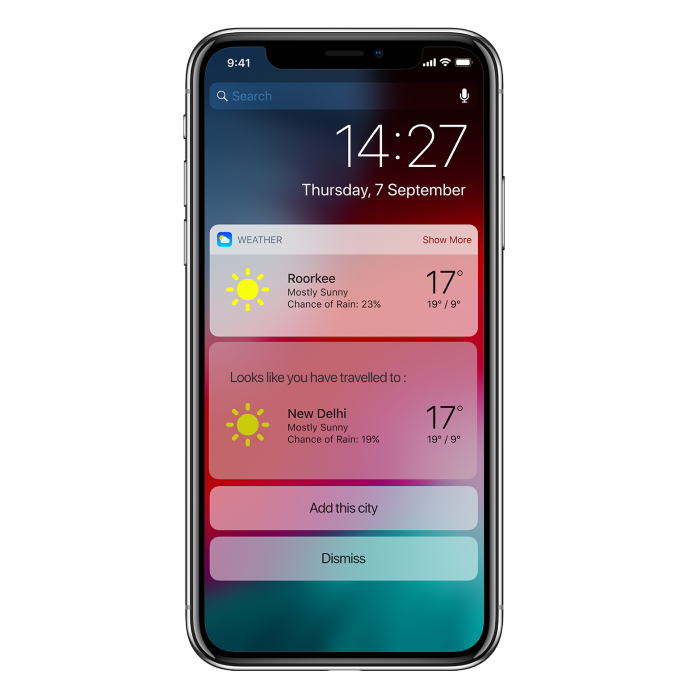 9:41
Search
14:27
Thursday, 7 September
WEATHER Show More
Roorkee 17°
Mostly Sunny
Chance of Rain: 23% 19° / 9°
Looks like you have travelled to :
New Delhi 17°
Mostly Sunny
Chance of Rain: 19% 19° / 9°
Add this city
Dismiss